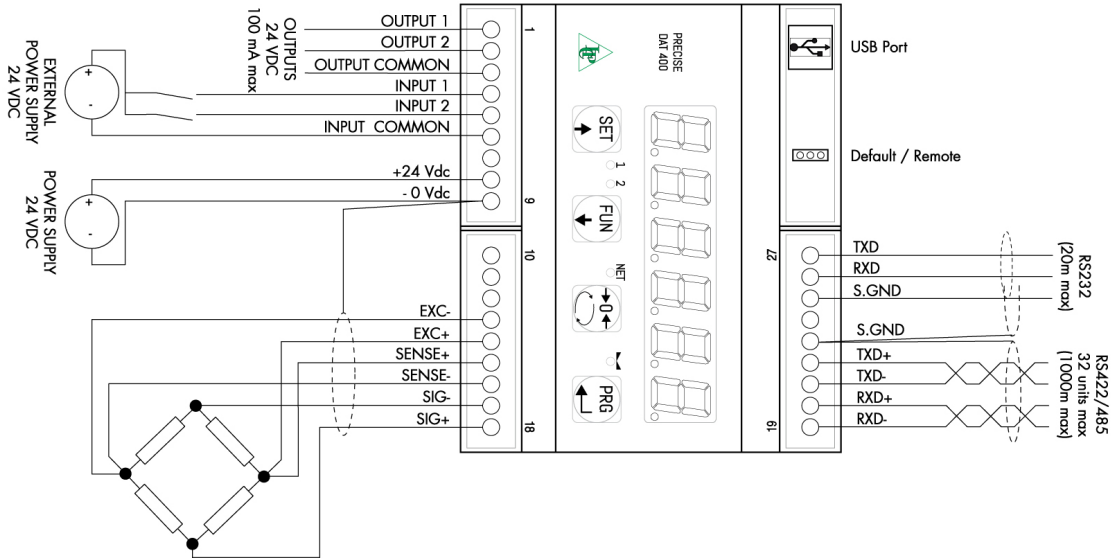 OUTPUT 1
OUTPUT 2
OUTPUT COMMON
INPUT 1
INPUT 2
INPUT COMMON
+24 Vdc
- 0 Vdc
OUTPUTS
24 VDC
100 mA max
EXTERNAL
POWER SUPPLY
24 VDC
+
-
POWER SUPPLY
24 VDC
+
-
EXC-
EXC+
SENSE+
SENSE-
SIG-
SIG+
1
9
10
18
PRECISE
DAT 400
SET
1
2
FUN
NET
0
PRG
USB Port
Default / Remote
27
19
TXD
RXD
S.GND
RS232
(20m max)
S.GND
TXD+
TXD-
RXD+
RXD-
RS422/485
32 units max
(1000m max)